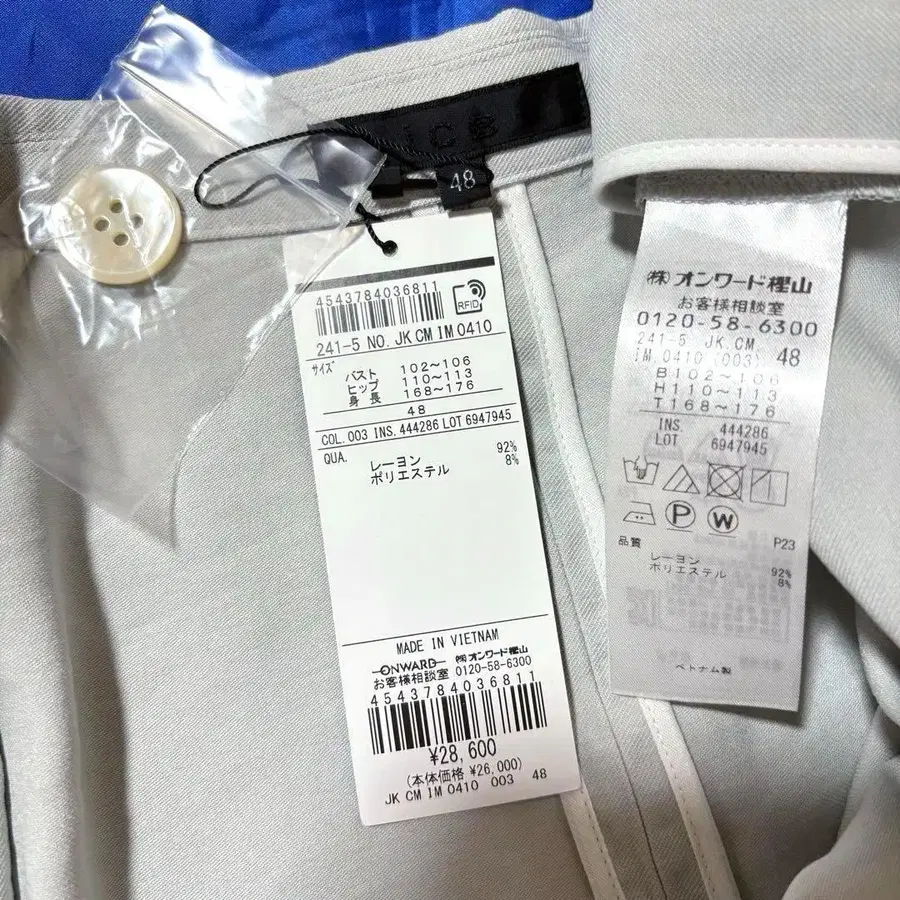 ICB
48
4543784036811
RFID
241-5 NO. JK CM IM 0410
サイズ
バスト 102～106
ヒップ 110～113
身長 168～176
48
COL. 003 INS. 444286 LOT 6947945
QUA.
レーヨン 92%
ポリエステル 8%
MADE IN VIETNAM
ONWARD ㈱オンワード樫山
お客様相談室 0120-58-6300
4543784036811
¥28,600
(本体価格 ¥26,000)
JK CM IM 0410 003 48
㈱オンワード樫山
お客様相談室
0120-58-6300
241-5 JK CM
IM 0410 (003) 48
B102～106
H110～113
T168～176
INS. 444286
LOT 6947945
P
W
品質 P23
レーヨン 92%
ポリエステル 8%
ベトナム製